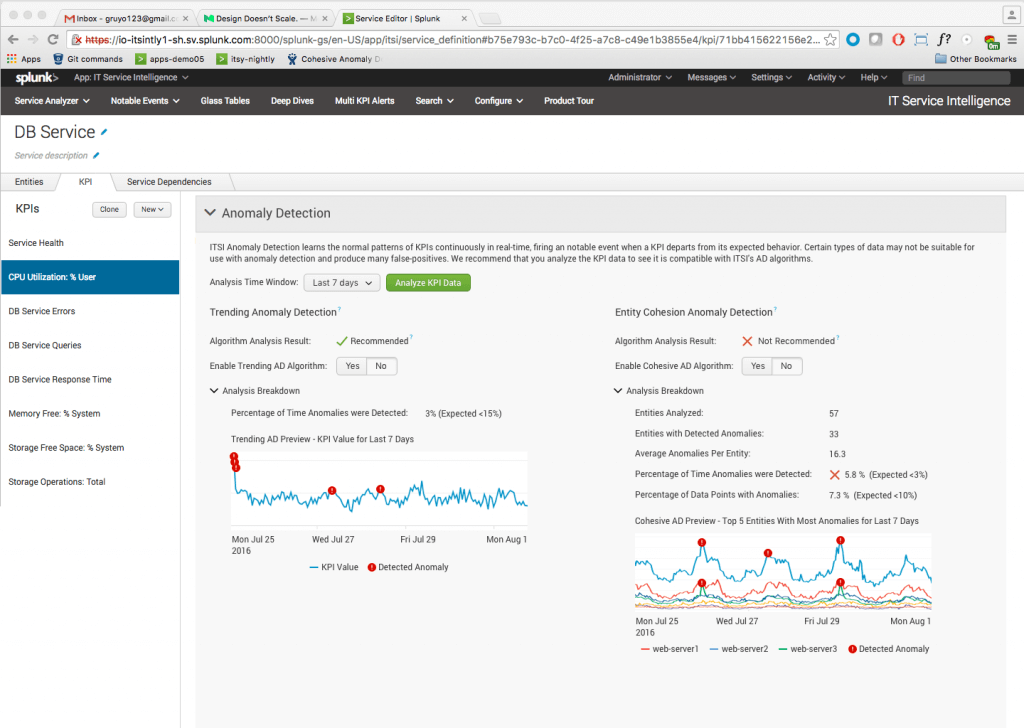 Inbox - gruyo123@gmail.c
Design Doesn't Scale. — M
Service Editor | Splunk
https://io-itsintly1-sh.sv.splunk.com:8000/splunk-gs/en-US/app/itsi/service_definition#b75e793c-b7c0-4f25-a7c8-c49e1b3855e4/kpi/71bb415622156e2...
f?
0m
Apps
Git commands
apps-demo05
itsy-nightly
Cohesive Anomaly D
Other Bookmarks
splunk>
App: IT Service Intelligence
Administrator
Messages
Settings
Activity
Help
Find
Service Analyzer
Notable Events
Glass Tables
Deep Dives
Multi KPI Alerts
Search
Configure
Product Tour
IT Service Intelligence
DB Service
Service description
Entities
KPI
Service Dependencies
KPIs
Clone
New
Service Health
CPU Utilization: % User
DB Service Errors
DB Service Queries
DB Service Response Time
Memory Free: % System
Storage Free Space: % System
Storage Operations: Total
Anomaly Detection
ITSI Anomaly Detection learns the normal patterns of KPIs continuously in real-time, firing an notable event when a KPI departs from its expected behavior. Certain types of data may not be suitable for
use with anomaly detection and produce many false-positives. We recommend that you analyze the KPI data to see it is compatible with ITSI's AD algorithms.
Analysis Time Window:
Last 7 days
Analyze KPI Data
Trending Anomaly Detection?
Algorithm Analysis Result:
Recommended?
Enable Trending AD Algorithm:
Yes
No
Analysis Breakdown
Percentage of Time Anomalies were Detected:
3% (Expected <15%)
Trending AD Preview - KPI Value for Last 7 Days
Mon Jul 25
2016
Wed Jul 27
Fri Jul 29
Mon Aug 1
KPI Value
Detected Anomaly
Entity Cohesion Anomaly Detection?
Algorithm Analysis Result:
Not Recommended?
Enable Cohesive AD Algorithm:
Yes
No
Analysis Breakdown
Entities Analyzed:
57
Entities with Detected Anomalies:
33
Average Anomalies Per Entity:
16.3
Percentage of Time Anomalies were Detected:
5.8 % (Expected <3%)
Percentage of Data Points with Anomalies:
7.3 % (Expected <10%)
Cohesive AD Preview - Top 5 Entities With Most Anomalies for Last 7 Days
Mon Jul 25
2016
Wed Jul 27
Fri Jul 29
Mon Aug 1
web-server1
web-server2
web-server3
Detected Anomaly